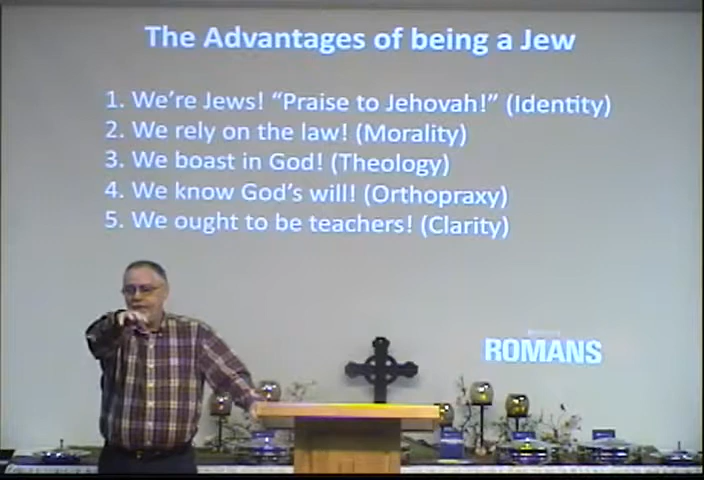 The Advantages of being a Jew
1. We're Jews! "Praise to Jehovah!" (Identity)
2. We rely on the law! (Morality)
3. We boast in God! (Theology)
4. We know God's will! (Orthopraxy)
5. We ought to be teachers! (Clarity)
ROMANS